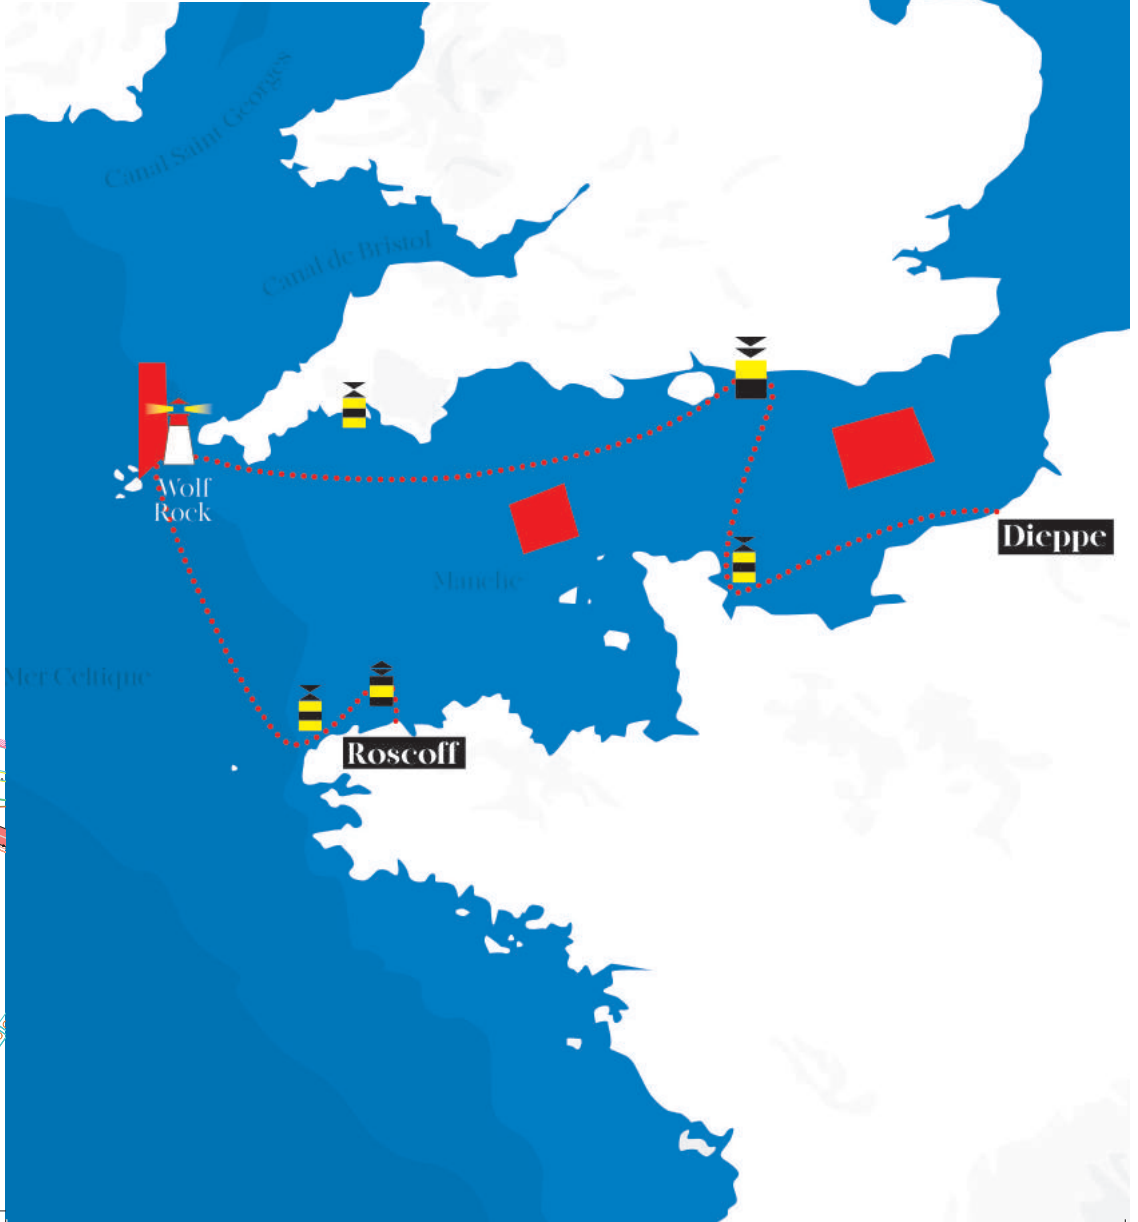 Canal Saint Georges
Canal de Bristol
Wolf
Rock
Dieppe
Manche
Mer Celtique
Roscoff